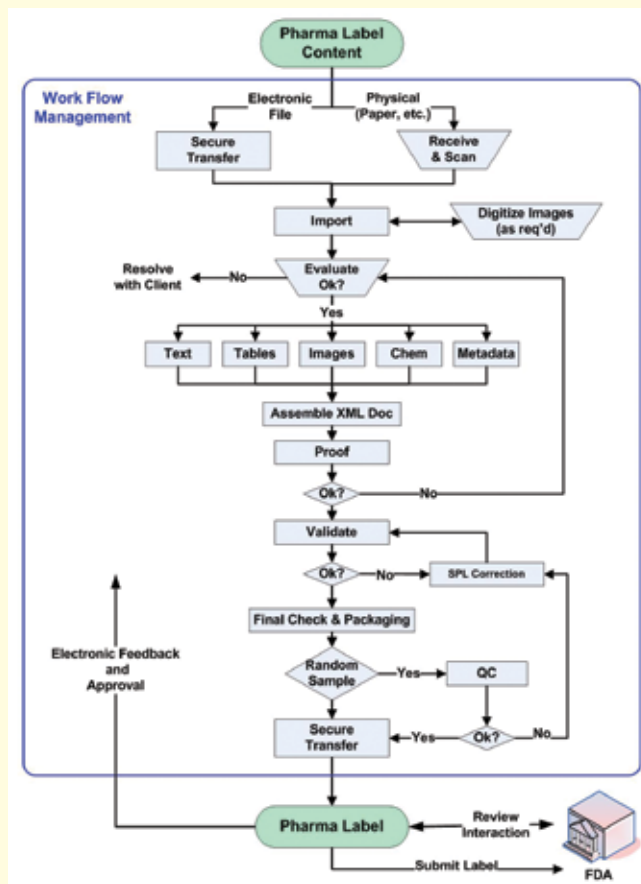 Pharma Label
Content
Work Flow
Management
Electronic
File
Physical
(Paper, etc.)
Secure
Transfer
Receive
& Scan
Import
Digitize Images
(as req'd)
Resolve
with Client
No
Evaluate
Ok?
Yes
Text
Tables
Images
Chem
Metadata
Assemble XML Doc
Proof
Ok?
No
Validate
Ok?
No
SPL Correction
Final Check & Packaging
Electronic Feedback
and
Approval
Random
Sample
Yes
QC
Secure
Transfer
Yes
Ok?
No
Pharma Label
Review
Interaction
Submit Label
FDA